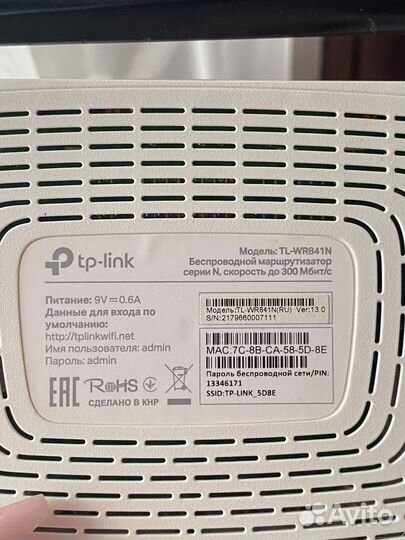 tp-link
Модель: TL-WR841N
Беспроводной маршрутизатор
серии N, скорость до 300 Мбит/с
Питание: 9V⎓0.6A
Данные для входа по
умолчанию:
http://tplinkwifi.net
Имя пользователя: admin
Пароль: admin
Модель:TL-WR841N(RU) Ver:13.0
S/N:2179660007111
MAC:7C-8B-CA-58-5D-8E
Пароль беспроводной сети/PIN:
13346171
SSID:TP-LINK_5D8E
EAC RoHS CE
СДЕЛАНО В КНР
Avito